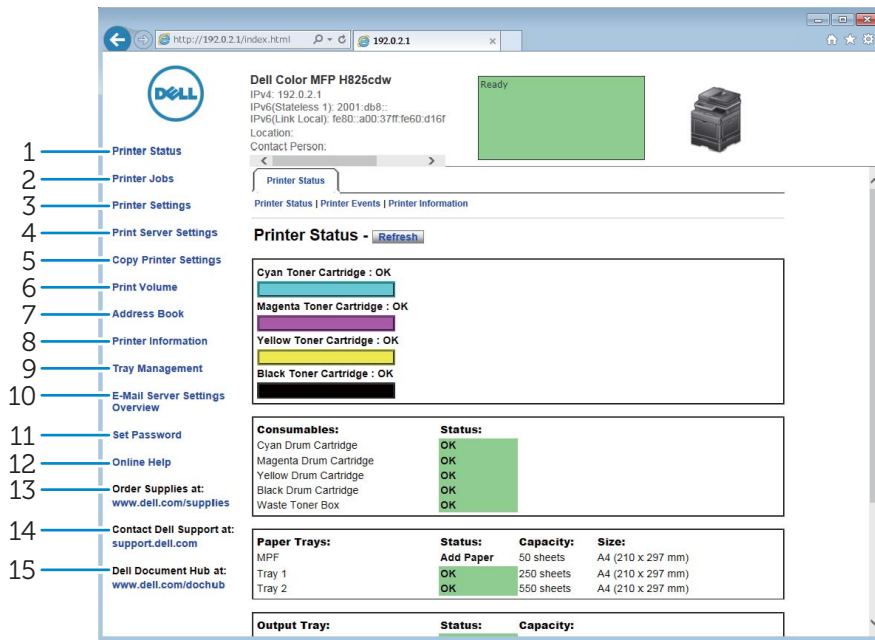 http://192.0.2.1/index.html
192.0.2.1
DELL
Dell Color MFP H825cdw
IPv4: 192.0.2.1
IPv6(Stateless 1): 2001:db8::
IPv6(Link Local): fe80::a00:37ff:fe60:d16f
Location:
Contact Person:
Ready
1 Printer Status
2 Printer Jobs
3 Printer Settings
4 Print Server Settings
5 Copy Printer Settings
6 Print Volume
7 Address Book
8 Printer Information
9 Tray Management
10 E-Mail Server Settings
Overview
11 Set Password
12 Online Help
13 Order Supplies at:
www.dell.com/supplies
14 Contact Dell Support at:
support.dell.com
15 Dell Document Hub at:
www.dell.com/dochub
Printer Status
Printer Status | Printer Events | Printer Information
Printer Status - Refresh
Cyan Toner Cartridge : OK
Magenta Toner Cartridge : OK
Yellow Toner Cartridge : OK
Black Toner Cartridge : OK
Consumables: Status:
Cyan Drum Cartridge OK
Magenta Drum Cartridge OK
Yellow Drum Cartridge OK
Black Drum Cartridge OK
Waste Toner Box OK
Paper Trays: Status: Capacity: Size:
MPF Add Paper 50 sheets A4 (210 x 297 mm)
Tray 1 OK 250 sheets A4 (210 x 297 mm)
Tray 2 OK 550 sheets A4 (210 x 297 mm)
Output Tray: Status: Capacity: